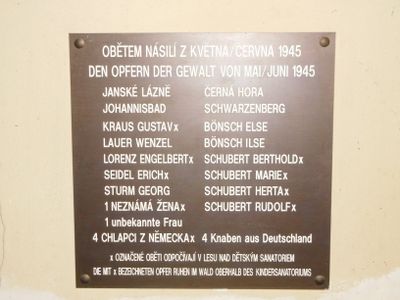 OBĚTEM NÁSILÍ Z KVETNA/ČERVNA 1945
DEN OPFERN DER GEWALT VON MAI/JUNI 1945
JANSKÉ LÁZNĚ ČERNÁ HORA
JOHANNISBAD SCHWARZENBERG
KRAUS GUSTAVx BÖNSCH ELSE
LAUER WENZEL BÖNSCH ILSE
LORENZ ENGELBERTx SCHUBERT BERTHOLDx
SEIDEL ERICHx SCHUBERT MARIEx
STURM GEORG SCHUBERT HERTAx
1 NEZNÁMÁ ŽENAx SCHUBERT RUDOLFx
1 unbekannte Frau
4 CHLAPCI Z NĚMECKAx 4 Knaben aus Deutschland
x OZNAČENÉ OBĚTI ODPOČÍVAJÍ V LESU NAD DĚTSKÝM SANATORIEM
DIE MIT x BEZEICHNETEN OPFER RUHEN IM WALD OBERHALB DES KINDERSANATORIUMS